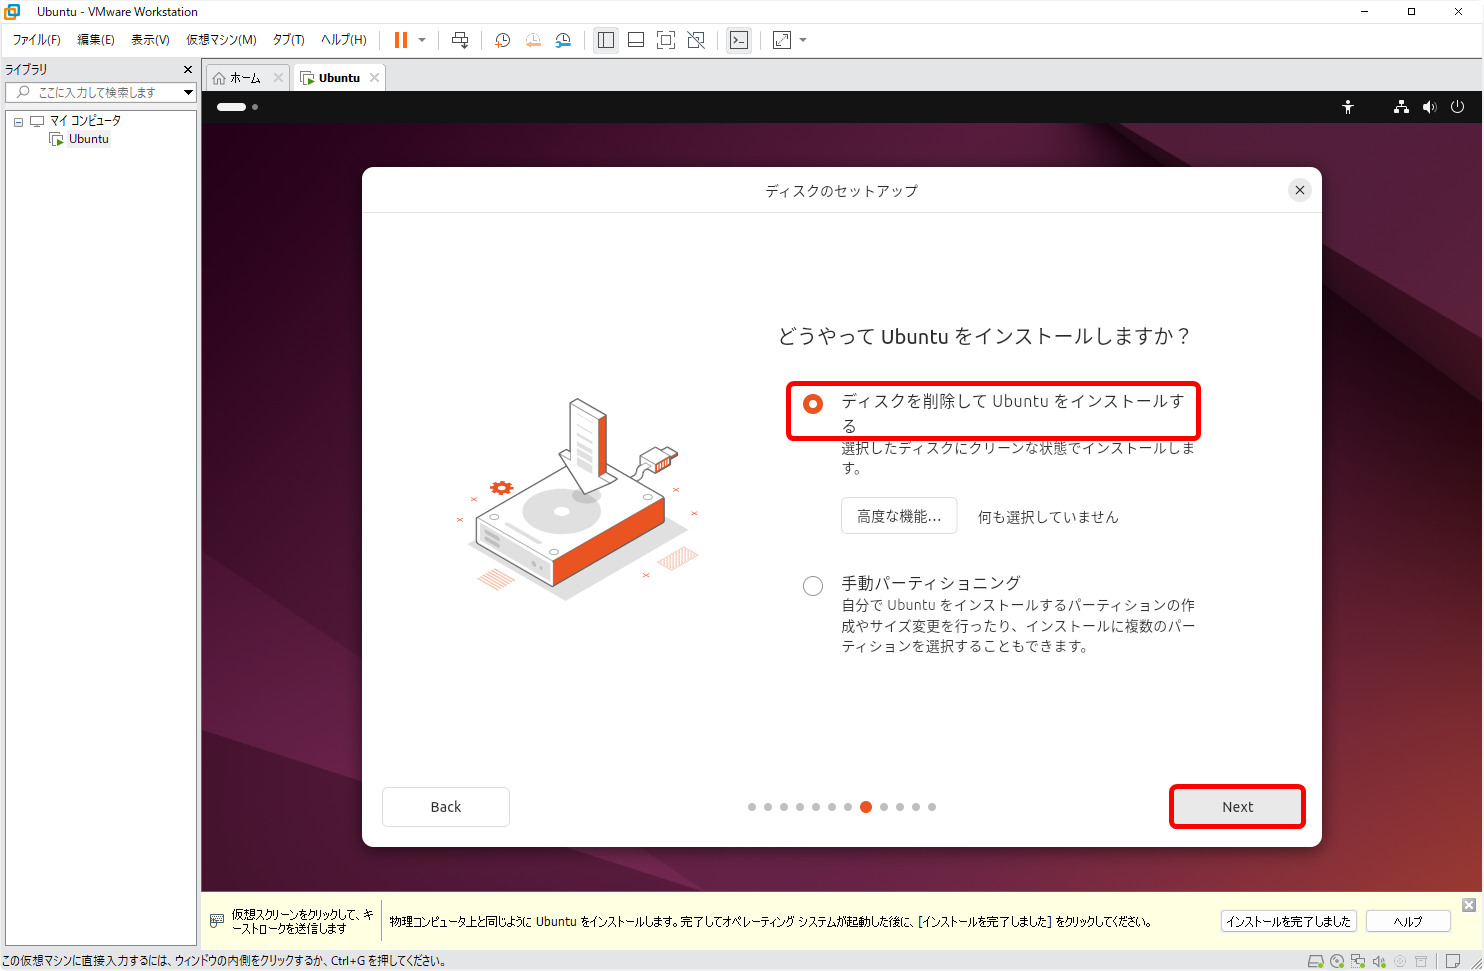 Ubuntu - VMware Workstation
ファイル(F) 編集(E) 表示(V) 仮想マシン(M) タブ(T) ヘルプ(H)
ライブラリ
ホーム
Ubuntu
ここに入力して検索します
マイ コンピュータ
Ubuntu
ディスクのセットアップ
どうやって Ubuntu をインストールしますか？
ディスクを削除して Ubuntu をインストールす
る
選択したディスクにクリーンな状態でインストールしま
す。
高度な機能... 何も選択していません
手動パーティショニング
自分で Ubuntu をインストールするパーティションの作
成やサイズ変更を行ったり、インストールに複数のパー
ティションを選択することもできます。
Back
Next
仮想スクリーンをクリックして、キ
ーストロークを送信します
物理コンピュータ上と同じように Ubuntu をインストールします。完了してオペレーティング システムが起動した後に、[インストールを完了しました] をクリックしてください。
インストールを完了しました
ヘルプ
この仮想マシンに直接入力するには、ウィンドウの内側をクリックするか、Ctrl+G を押してください。